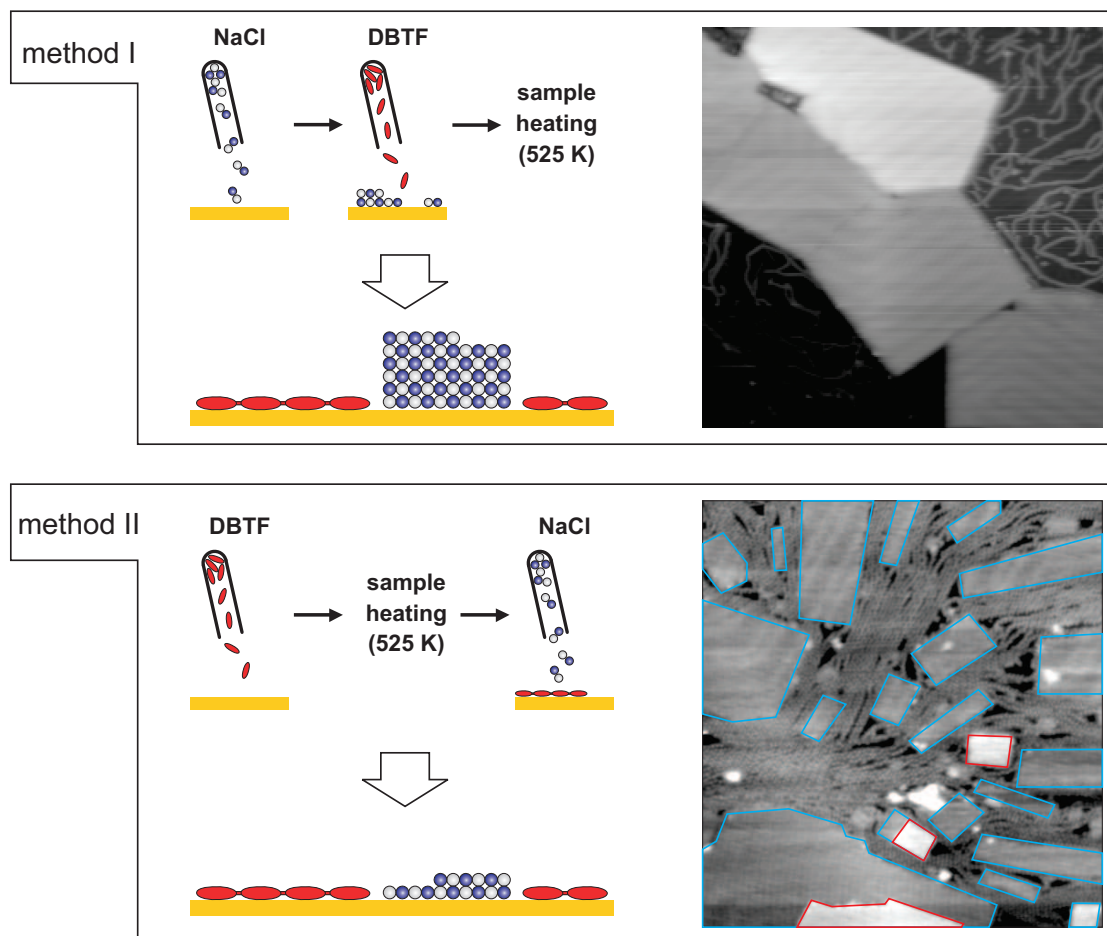 method I
NaCl
DBTF
sample
heating
(525 K)
method II
DBTF
sample
heating
(525 K)
NaCl